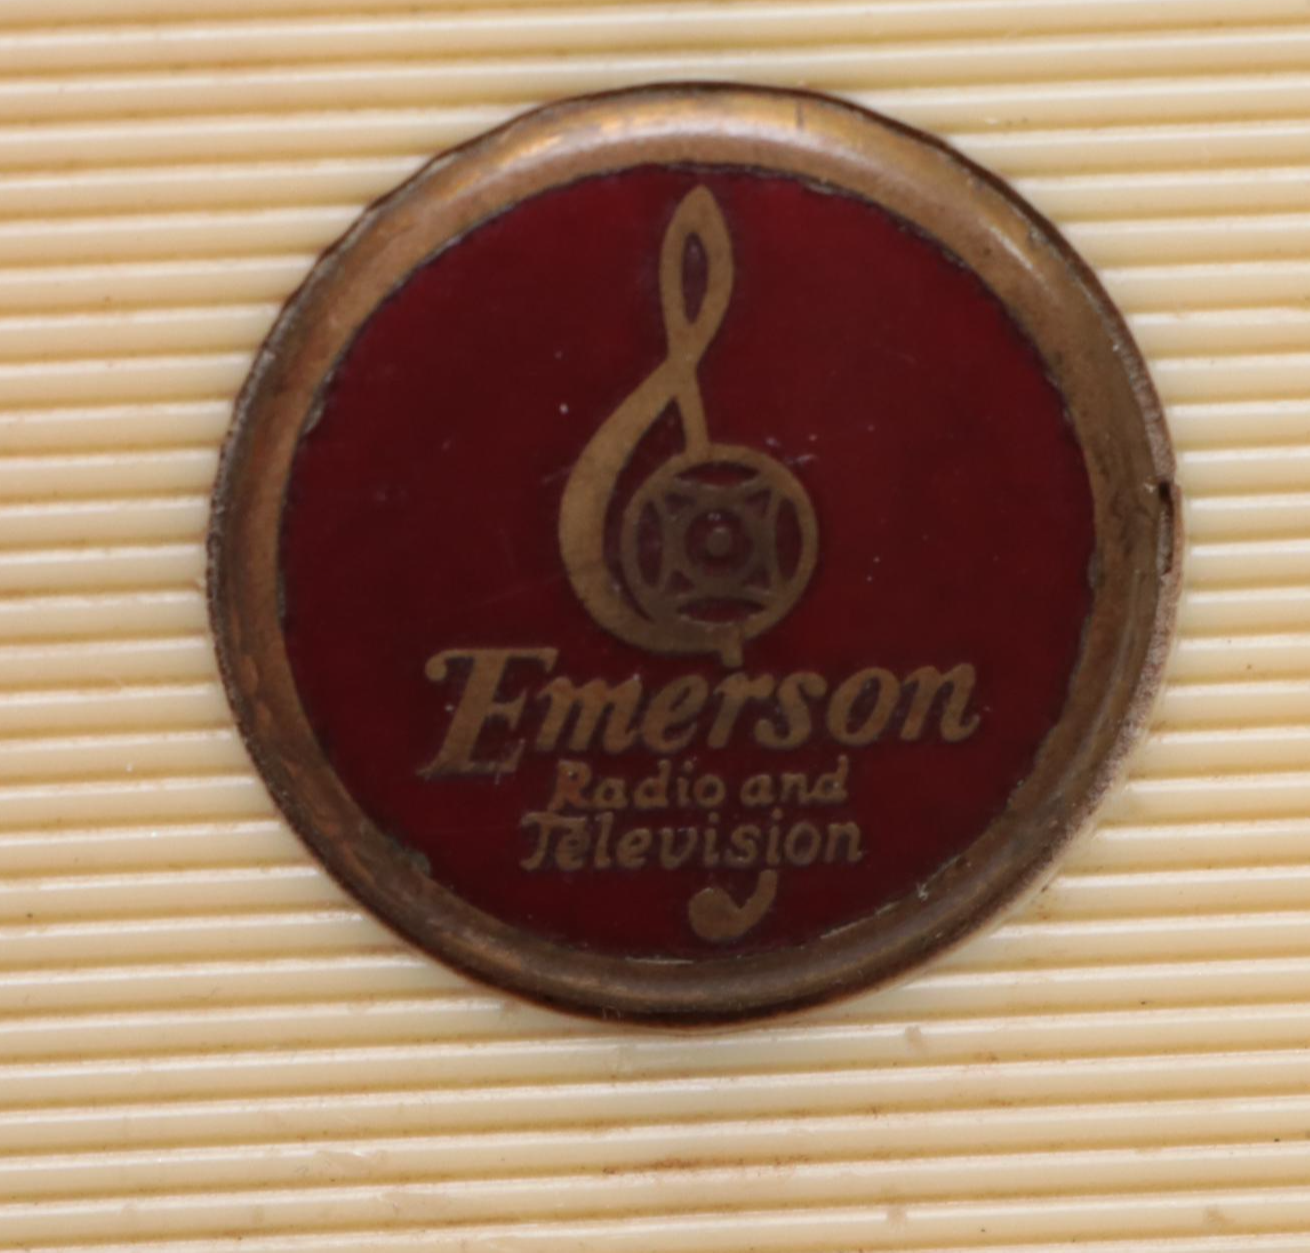 Emerson
Radio and
Television